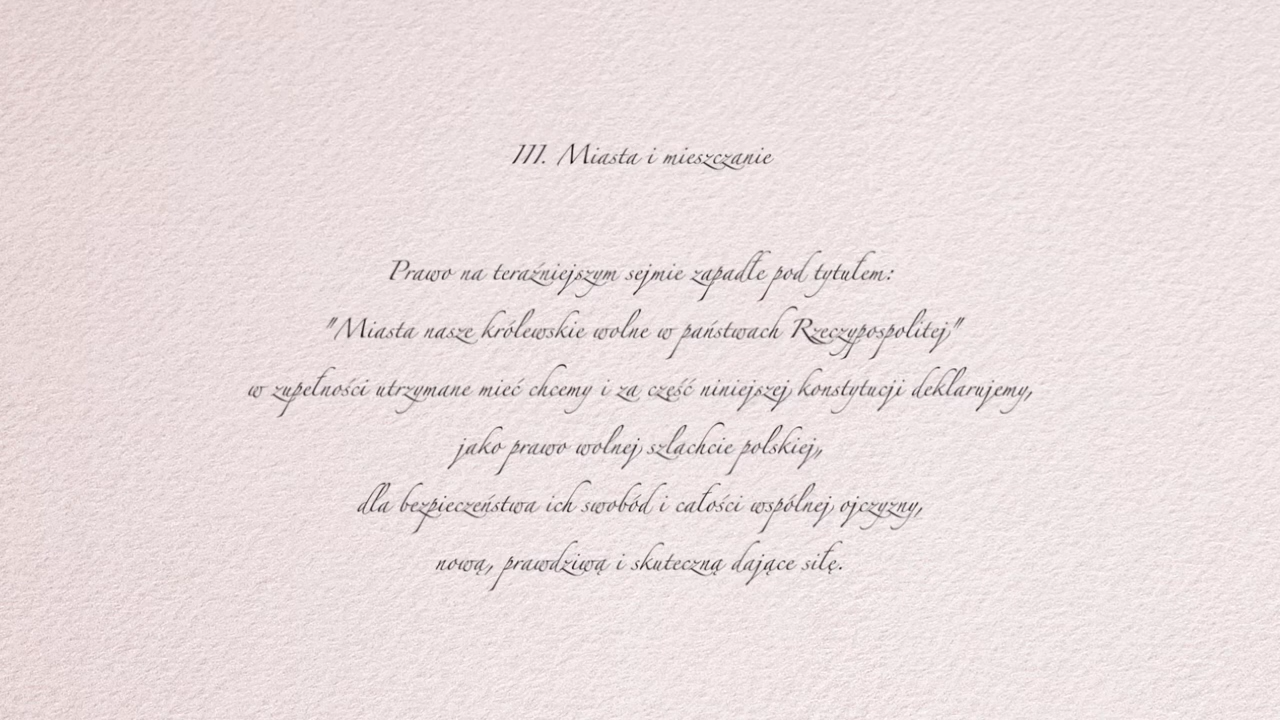 III. Miasta i mieszczanie
Prawo na teraźniejszym sejmie zapadłe pod tytułem:
"Miasta nasze królewskie wolne w państwach Rzeczypospolitej"
w zupełności utrzymane mieć chcemy i za część niniejszej konstytucji deklarujemy,
jako prawo wolnej szlachcie polskiej,
dla bezpieczeństwa ich swobód i całości wspólnej ojczyzny,
nową, prawdziwą i skuteczną dające siłę.